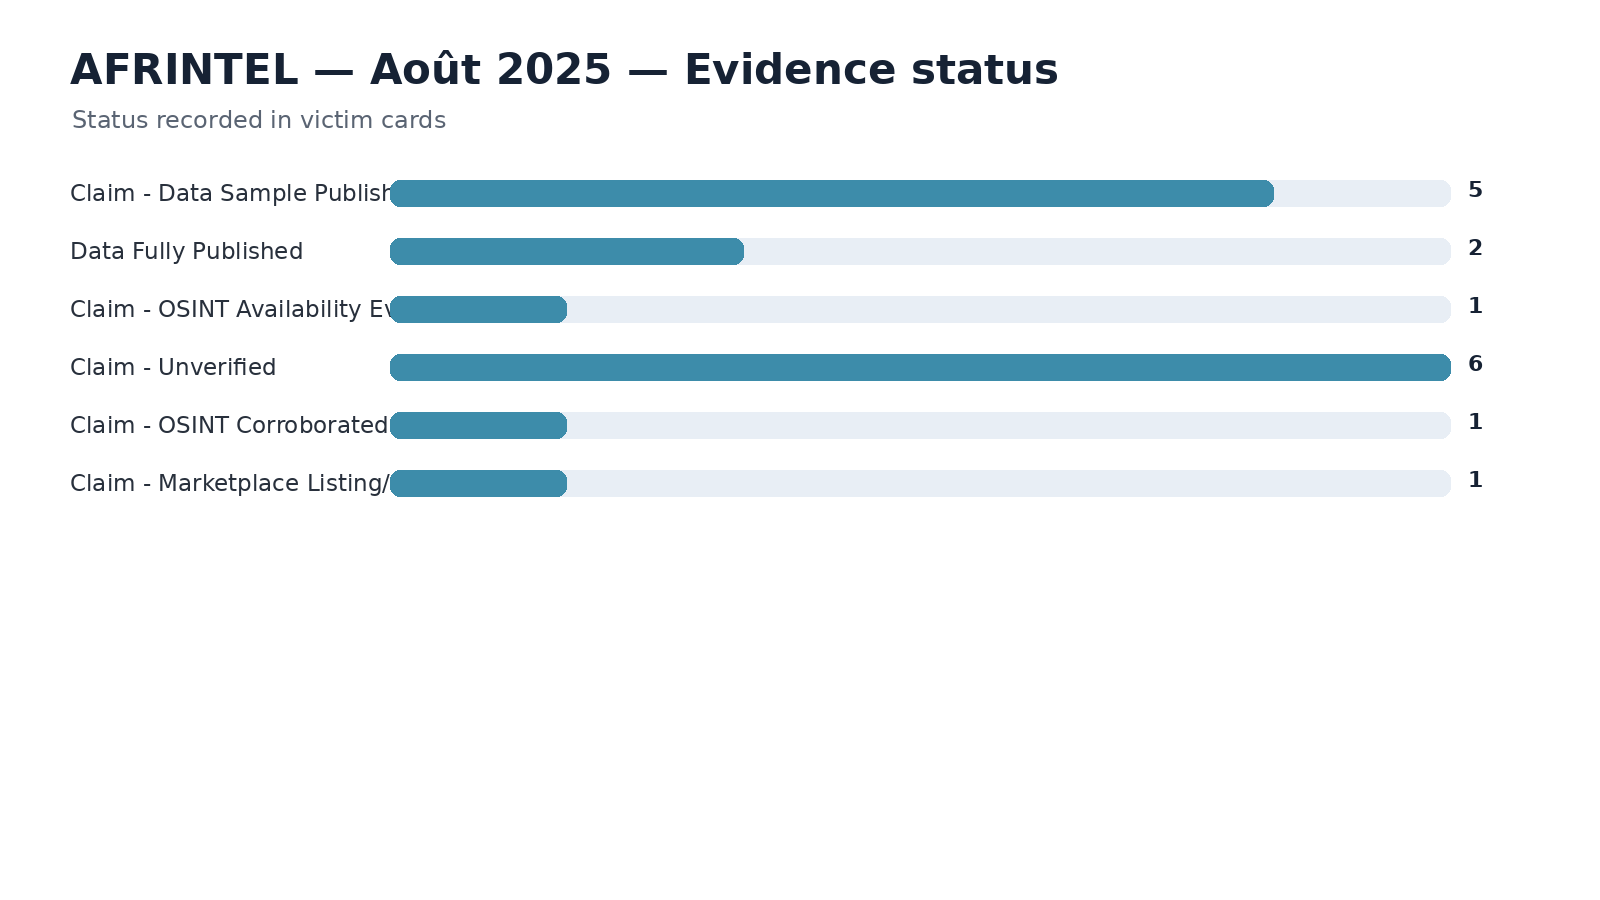 AFRINTEL — Août 2025 — Evidence status
Status recorded in victim cards
Claim - Data Sample Publish 5
Data Fully Published 2
Claim - OSINT Availability Ev 1
Claim - Unverified 6
Claim - OSINT Corroborated 1
Claim - Marketplace Listing/ 1